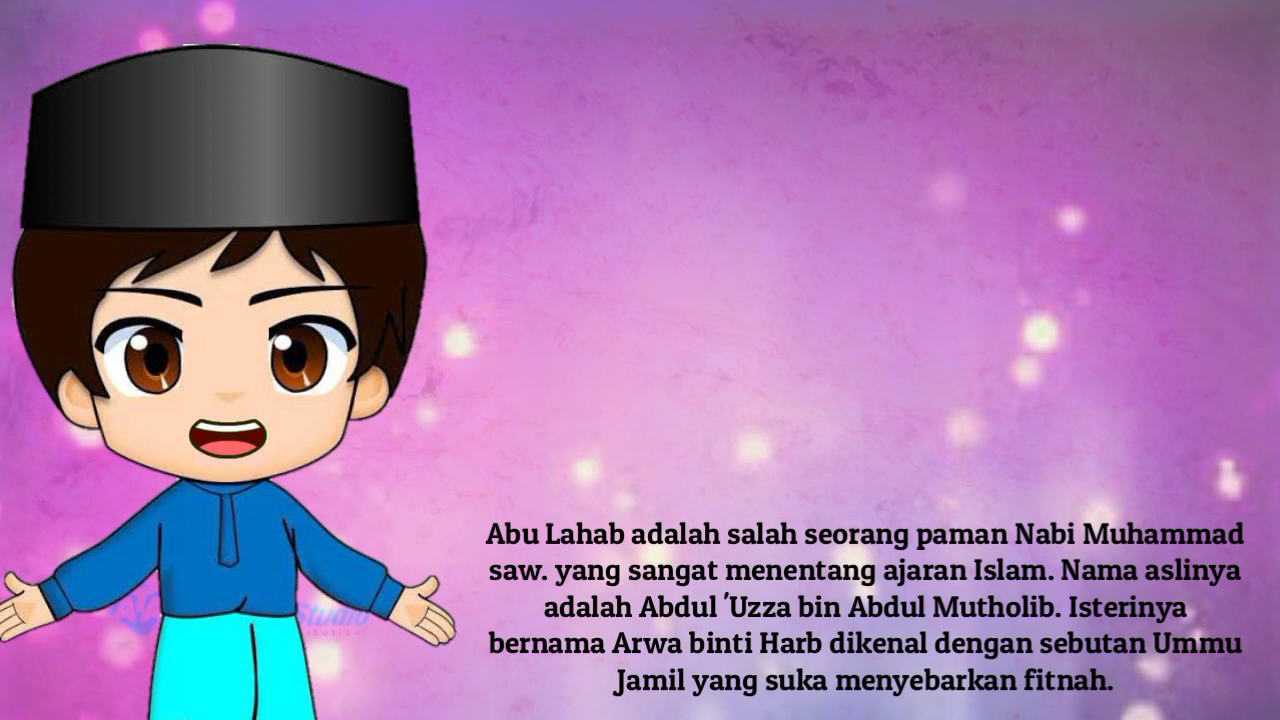 Abu Lahab adalah salah seorang paman Nabi Muhammad
saw. yang sangat menentang ajaran Islam. Nama aslinya
adalah Abdul 'Uzza bin Abdul Mutholib. Isterinya
bernama Arwa binti Harb dikenal dengan sebutan Ummu
Jamil yang suka menyebarkan fitnah.
Studio